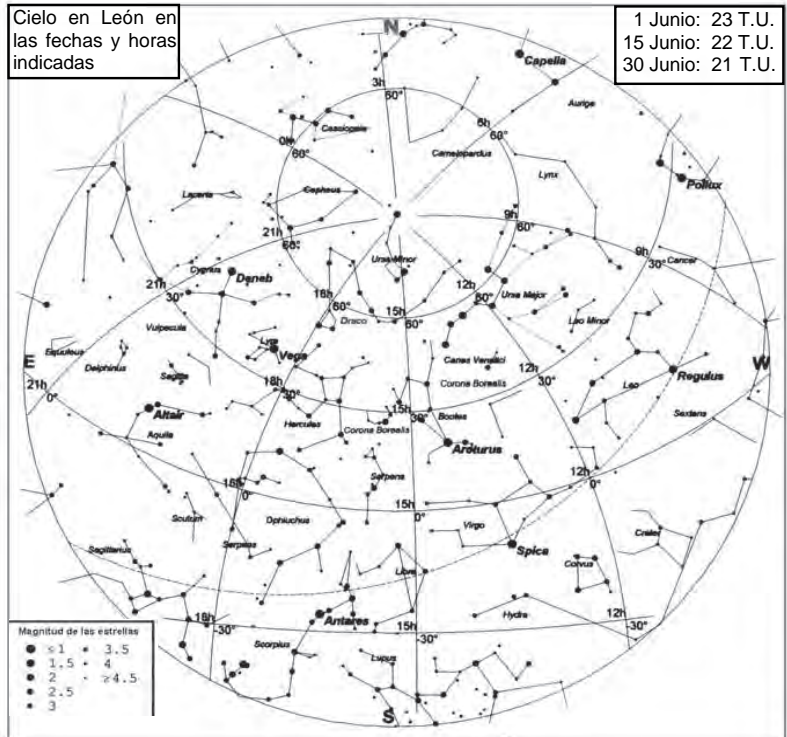 Cielo en León en
las fechas y horas
indicadas
1 Junio: 23 T.U.
15 Junio: 22 T.U.
30 Junio: 21 T.U.
N
Capella
Auriga
3h
60°
Cassiopeia
6h
60°
0h
60°
Camelopardus
Lynx
Pollux
Lacerta
Cepheus
21h
60°
9h
60°
9h
30°
Cancer
Ursa Minor
Cygnus
Deneb
21h
30°
18h
60°
12h
60°
Ursa Major
Draco
15h
60°
Leo Minor
Vulpecula
Lyra
Vega
Canes Venatici
E
Equuleus
Delphinus
Sagitta
12h
30°
W
Regulus
21h
0°
18h
30°
Corona Borealis
Leo
Altair
15h
30°
Bootes
Sextans
Aquila
Hercules
Corona Borealis
Arcturus
Serpens
12h
0°
18h
0°
15h
0°
Scutum
Ophiuchus
Virgo
Serpens
Spica
Crater
Sagittarius
Libra
Corvus
Hydra
18h
-30°
Antares
15h
-30°
12h
-30°
Scorpius
Lupus
S
Magnitud de las estrellas
≤1 3.5
1.5 4
2 ≥4.5
2.5
3